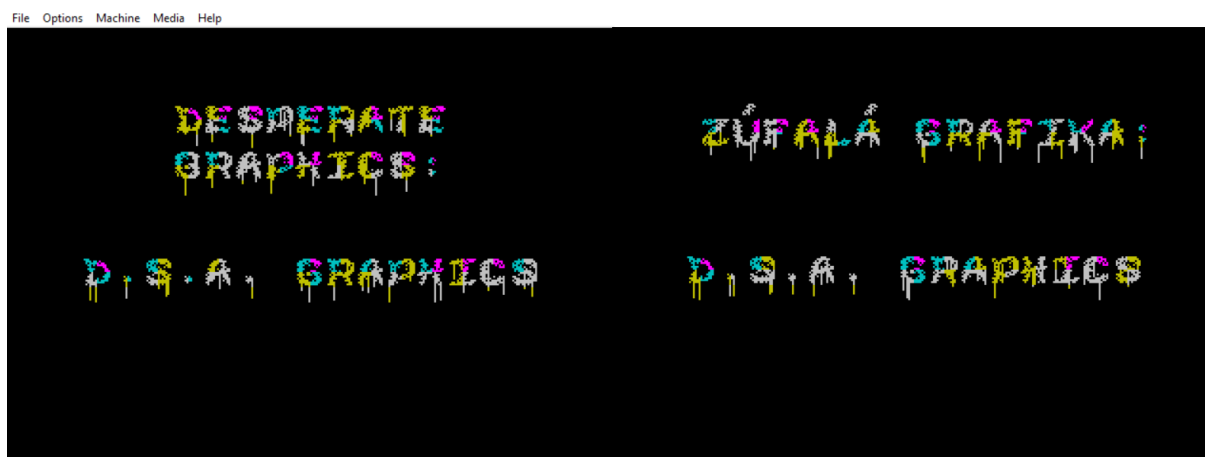 File Options Machine Media Help
DESPERATE
GRAPHICS:
D.S.A. GRAPHICS
ZÚFALÁ GRAFIKA:
D.S.A. GRAPHICS